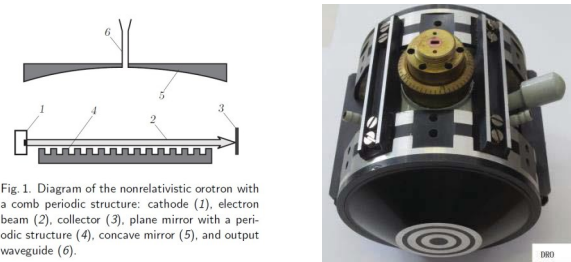 6
5
1
4
2
3
Fig. 1. Diagram of the nonrelativistic orotron with
a comb periodic structure: cathode (1), electron
beam (2), collector (3), plane mirror with a peri-
odic structure (4), concave mirror (5), and output
waveguide (6).
DRO